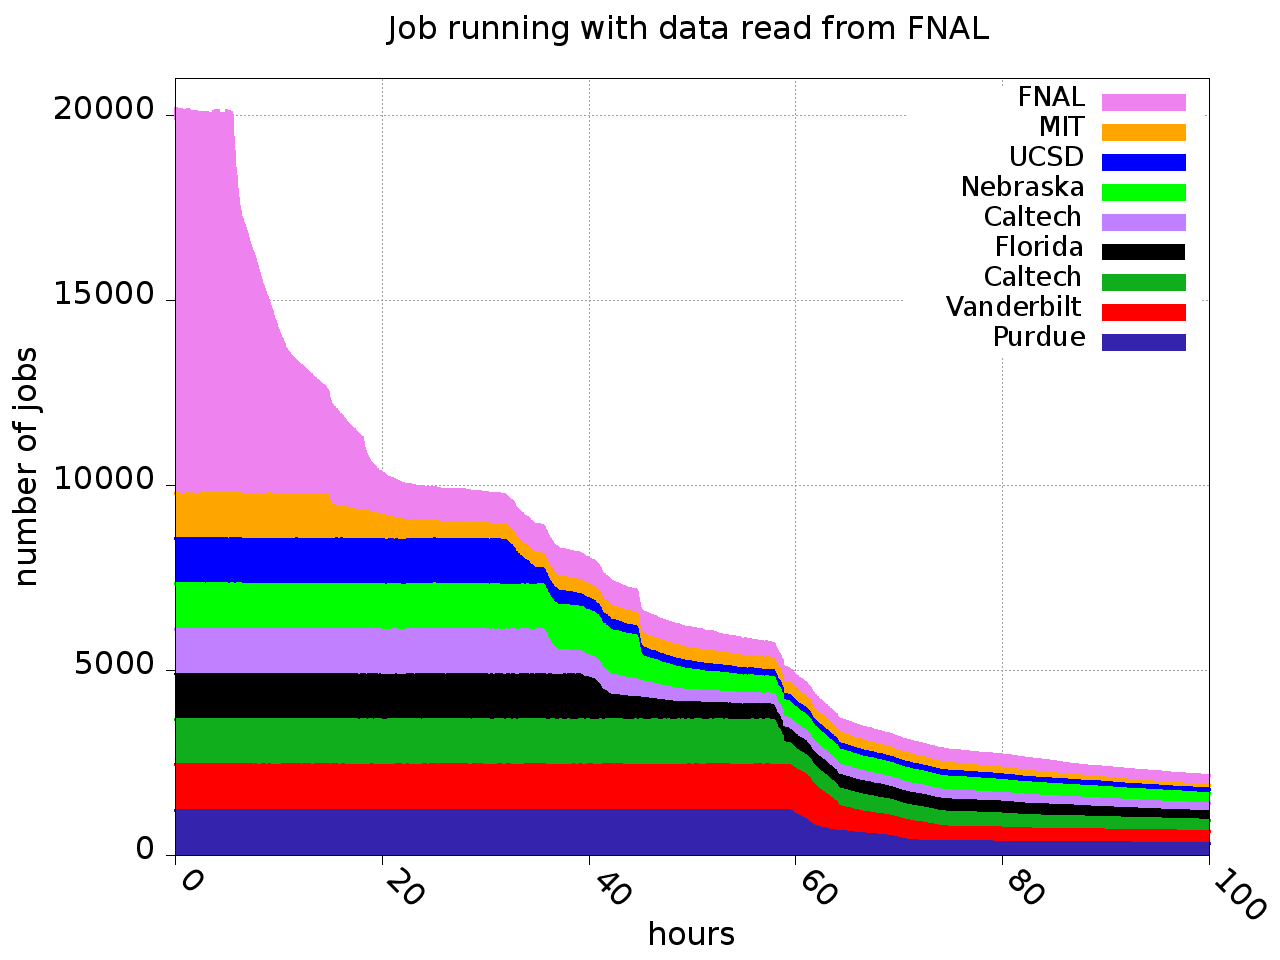 Job running with data read from FNAL
20000
15000
10000
5000
0
number of jobs
FNAL
MIT
UCSD
Nebraska
Caltech
Florida
Caltech
Vanderbilt
Purdue
0
20
40
60
80
100
hours